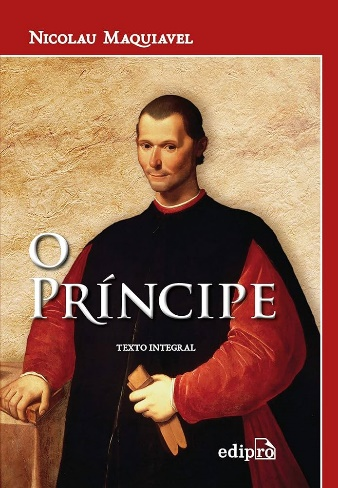 Nicolau Maquiavel
O
Príncipe
TEXTO INTEGRAL
edipro